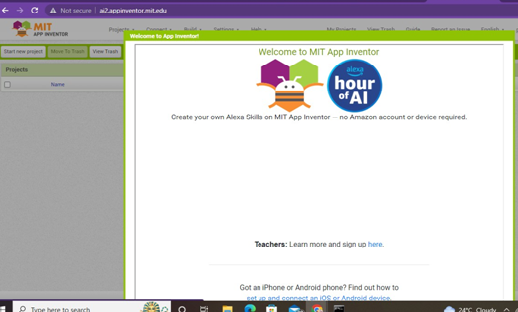 Not secure | ai2.appinventor.mit.edu
MIT
APP INVENTOR
Projects Connect Build Settings Help My Projects View Trash Guide Report an Issue English
Welcome to App Inventor!
Start new project Move To Trash View Trash
Projects
Name
Welcome to MIT App Inventor
alexa
hour
of AI
Create your own Alexa Skills on MIT App Inventor — no Amazon account or device required.
Teachers: Learn more and sign up here.
Got an iPhone or Android phone? Find out how to
set up and connect an iOS or Android device.
Type here to search
24°C Cloudy